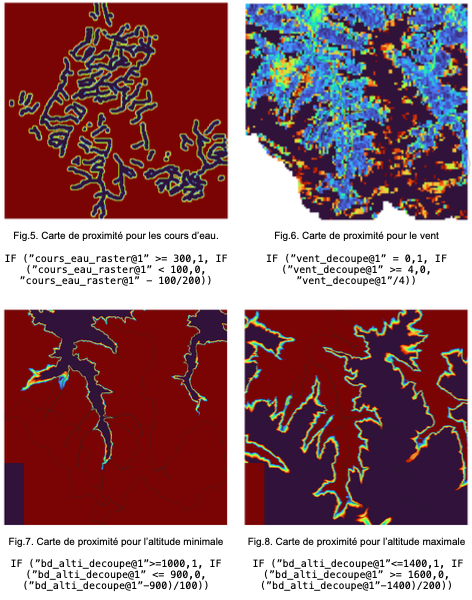 Fig.5. Carte de proximité pour les cours d'eau.
IF (”cours_eau_raster@1” >= 300,1, IF
(”cours_eau_raster@1” < 100,0,
”cours_eau_raster@1” − 100/200))
Fig.6. Carte de proximité pour le vent
IF (”vent_decoupe@1” = 0,1, IF
(”vent_decoupe@1” >= 4,0,
”vent_decoupe@1”/4))
Fig.7. Carte de proximité pour l'altitude minimale
IF (”bd_alti_decoupe@1”>=1000,1, IF
(”bd_alti_decoupe@1” <= 900,0,
(”bd_alti_decoupe@1”−900)/100))
Fig.8. Carte de proximité pour l'altitude maximale
IF (”bd_alti_decoupe@1”<=1400,1, IF
(”bd_alti_decoupe@1” >= 1600,0,
(”bd_alti_decoupe@1”−1400)/200))